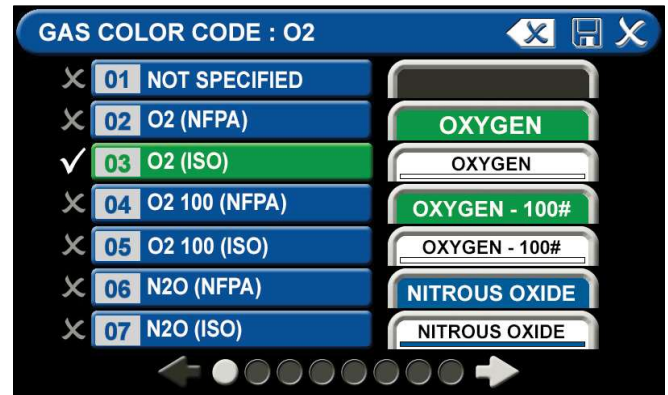 GAS COLOR CODE : O2
01 NOT SPECIFIED
02 O2 (NFPA) OXYGEN
03 O2 (ISO) OXYGEN
04 O2 100 (NFPA) OXYGEN - 100#
05 O2 100 (ISO) OXYGEN - 100#
06 N2O (NFPA) NITROUS OXIDE
07 N2O (ISO) NITROUS OXIDE